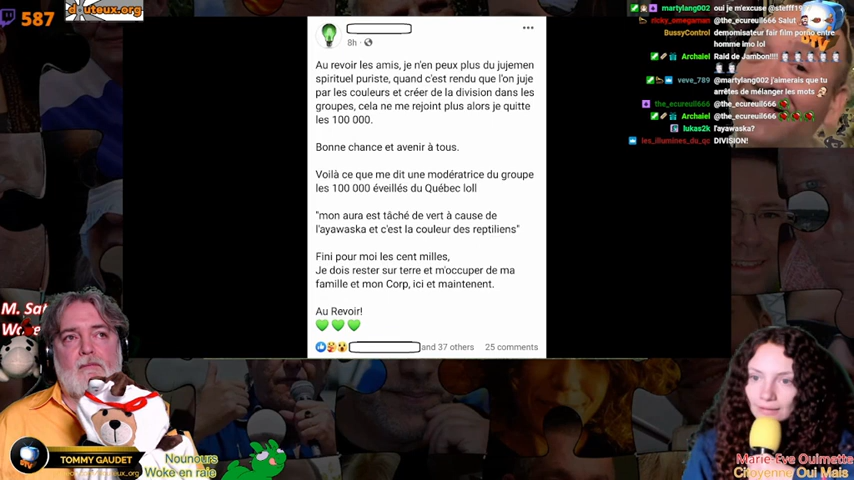 587
douteux.org
8h
Au revoir les amis, je n'en peux plus du jujemen
spirituel puriste, quand c'est rendu que l'on juje
par les couleurs et créer de la division dans les
groupes, cela ne me rejoint plus alors je quitte
les 100 000.
Bonne chance et avenir à tous.
Voilà ce que me dit une modératrice du groupe
les 100 000 éveillés du Québec loll
"mon aura est tâché de vert à cause de
l'ayawaska et c'est la couleur des reptiliens"
Fini pour moi les cent milles,
Je dois rester sur terre et m'occuper de ma
famille et mon Corp, ici et maintenent.
Au Revoir!
and 37 others 25 comments
martylang002 oui je m'excuse @stefff19
ricky_omegaman @the_ecureuil666 Salut
BussyControl demomisateur fair film porno entre
homme imo lol
Archaiel Raid de Jambon!!!!
veve_789 @martylang002 j'aimerais que tu
arrêtes de mélanger les mots
the_ecureuil666
Archaiel @the_ecureuil666
lukas2k l'ayawaska?
les_illumines_du_qc DIVISION!
M. Sat
TOMMY GAUDET
Nounours
Woke en raie
Marie-Eve Ouimette
Citoyenne Oui Mais